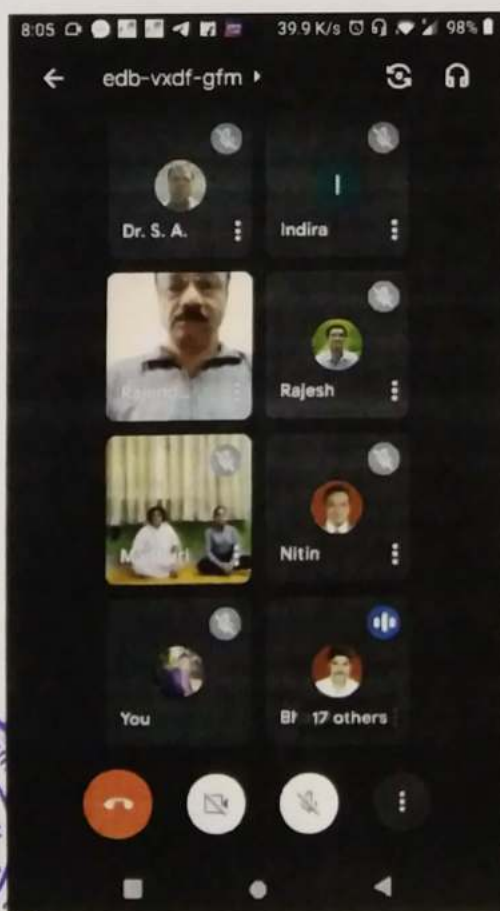 8:05 39.9 K/s 98%
edb-vxdf-gfm
Dr. S. A. Indira
Rajesh
Nitin
You 17 others